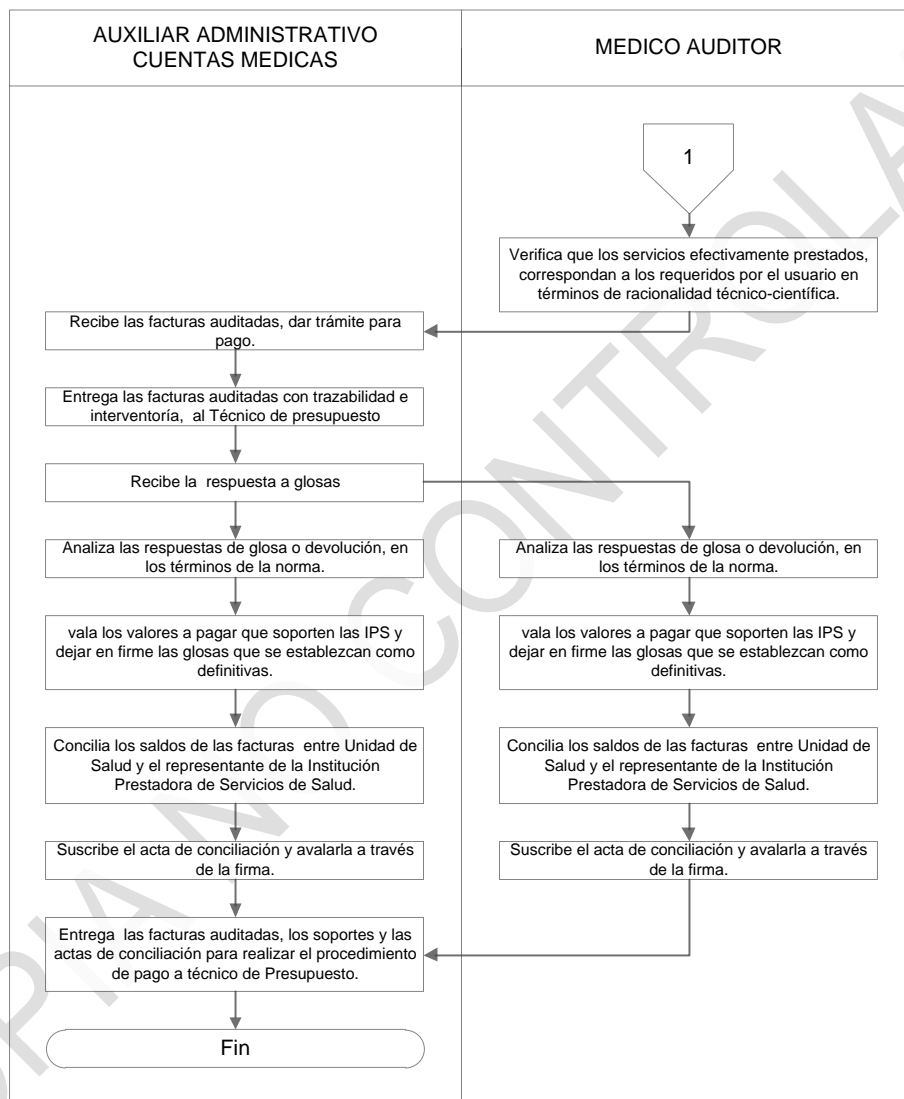 AUXILIAR ADMINISTRATIVO
CUENTAS MEDICAS
MEDICO AUDITOR
1
Verifica que los servicios efectivamente prestados,
correspondan a los requeridos por el usuario en
términos de racionalidad técnico-científica.
Recibe las facturas auditadas, dar trámite para
pago.
Entrega las facturas auditadas con trazabilidad e
interventoría, al Técnico de presupuesto
Recibe la respuesta a glosas
Analiza las respuestas de glosa o devolución, en
los términos de la norma.
Analiza las respuestas de glosa o devolución, en
los términos de la norma.
vala los valores a pagar que soporten las IPS y
dejar en firme las glosas que se establezcan como
definitivas.
vala los valores a pagar que soporten las IPS y
dejar en firme las glosas que se establezcan como
definitivas.
Concilia los saldos de las facturas entre Unidad de
Salud y el representante de la Institución
Prestadora de Servicios de Salud.
Concilia los saldos de las facturas entre Unidad de
Salud y el representante de la Institución
Prestadora de Servicios de Salud.
Suscribe el acta de conciliación y avalarla a través
de la firma.
Suscribe el acta de conciliación y avalarla a través
de la firma.
Entrega las facturas auditadas, los soportes y las
actas de conciliación para realizar el procedimiento
de pago a técnico de Presupuesto.
Fin
OPIA NO CONTROLA